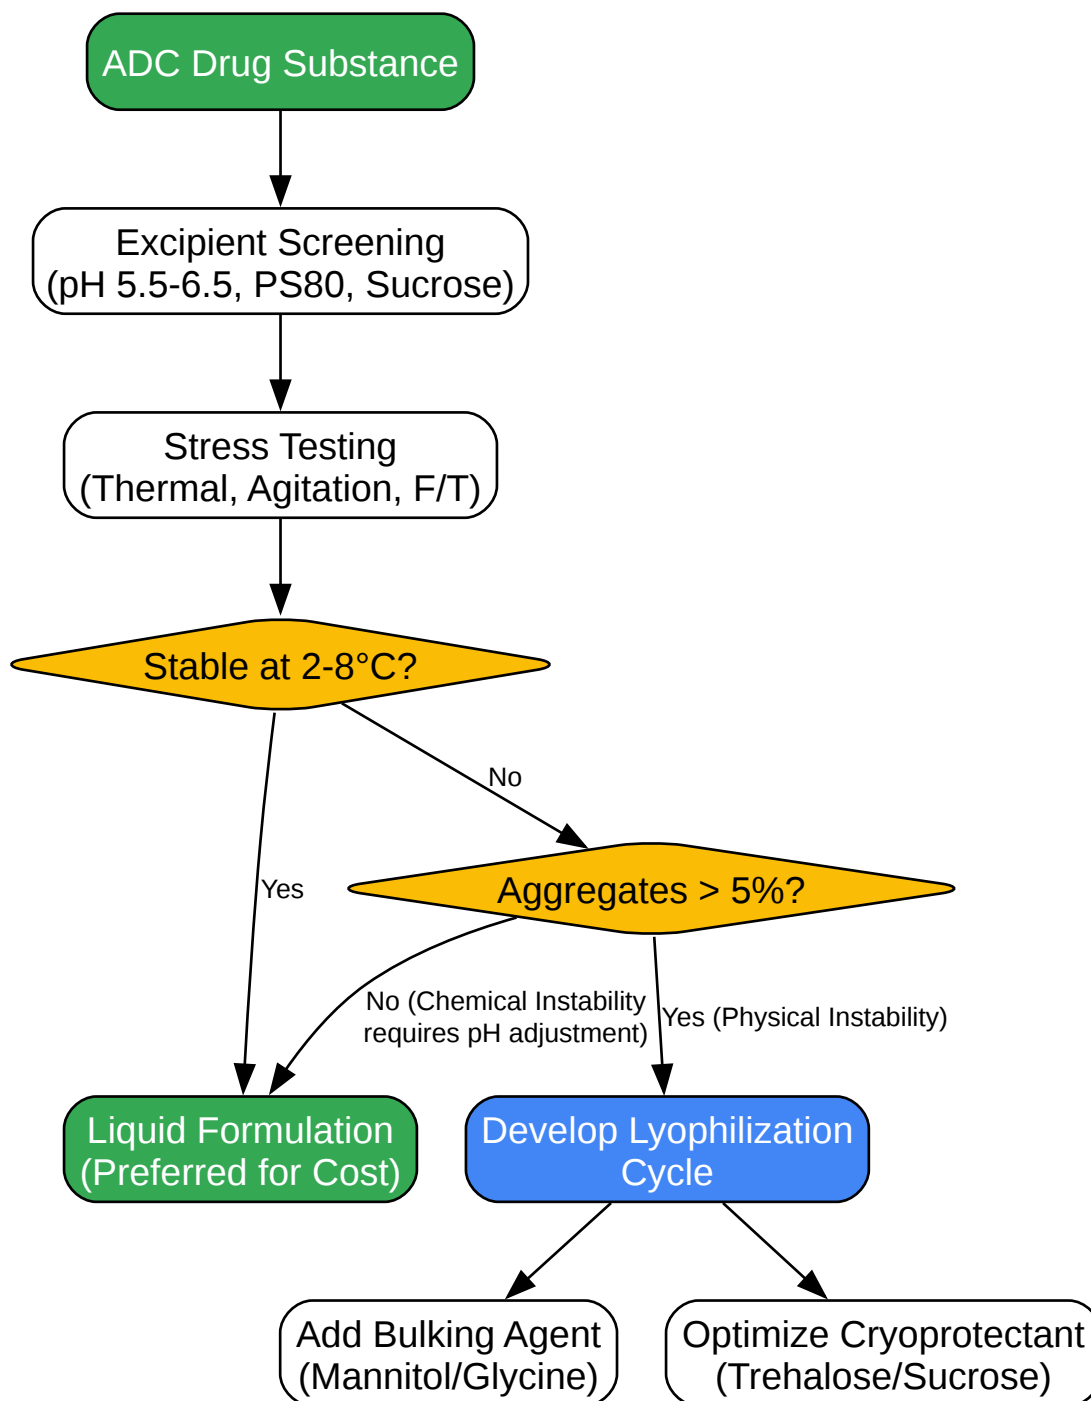 ADC Drug Substance
Excipient Screening
(pH 5.5-6.5, PS80, Sucrose)
Stress Testing
(Thermal, Agitation, F/T)
Stable at 2-8°C?
No
Yes
Aggregates > 5%?
No (Chemical Instability
requires pH adjustment)
Yes (Physical Instability)
Liquid Formulation
(Preferred for Cost)
Develop Lyophilization
Cycle
Add Bulking Agent
(Mannitol/Glycine)
Optimize Cryoprotectant
(Trehalose/Sucrose)